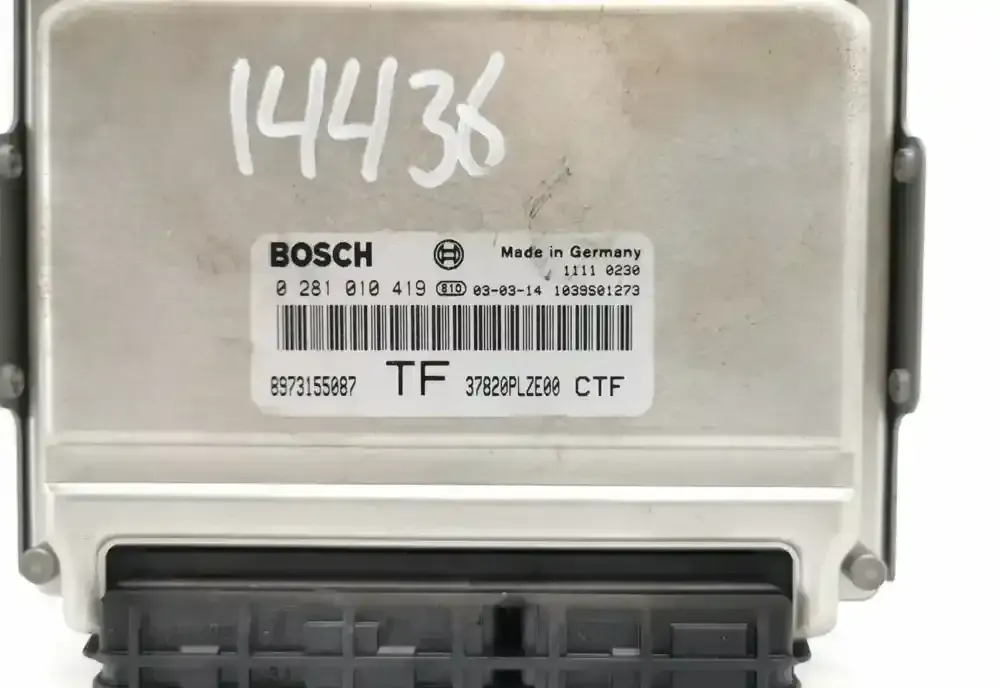 14436
BOSCH Made in Germany
1111 0230
0 281 010 419 810 03-03-14 1039S01273
8973155087 TF 37820PLZE00 CTF